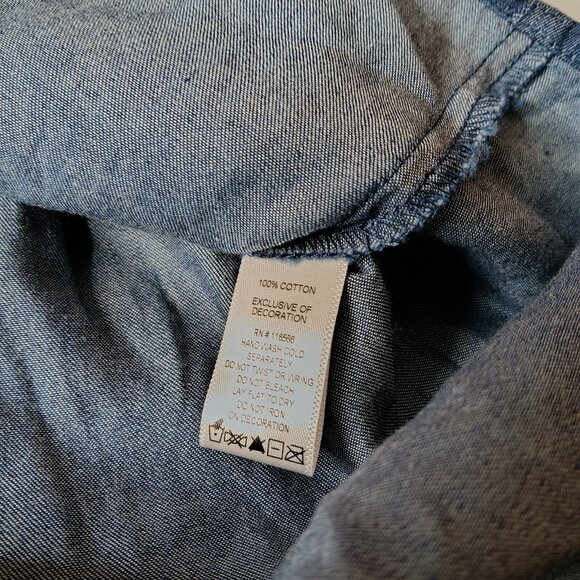 100% COTTON
EXCLUSIVE OF
DECORATION
RN # 116566
HAND WASH COLD
SEPARATELY
DO NOT TWIST OR WRING
DO NOT BLEACH
LAY FLAT TO DRY
DO NOT IRON
ON DECORATION